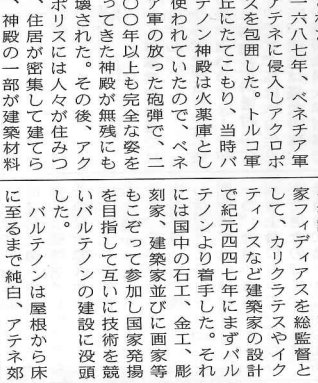 一六八七年、ベネチア軍
アテネに侵入しアクロポ
スを包囲した。トルコ軍
丘にたてこもり、当時パ
テノン神殿は火薬庫とし
使われていたので、ベネ
ア軍の放った砲弾で、二
〇〇年以上も完全な姿を
ってきた神殿が無残にも
壊された。その後、アク
ポリスには人々が住みつ
、住居が密集して建てら
、神殿の一部が建築材料
家フィディアスを総監督と
して、カリクラテスやイク
ティノスなど建築家の設計
で紀元四四七年にまずパル
テノンより着手した。それ
には国中の石工、金工、彫
刻家、建築家並びに画家等
もこぞって参加し国家発揚
を目指して互いに技術を競
いパルテノンの建設に没頭
した。
パルテノンは屋根から床
に至るまで純白、アテネ郊